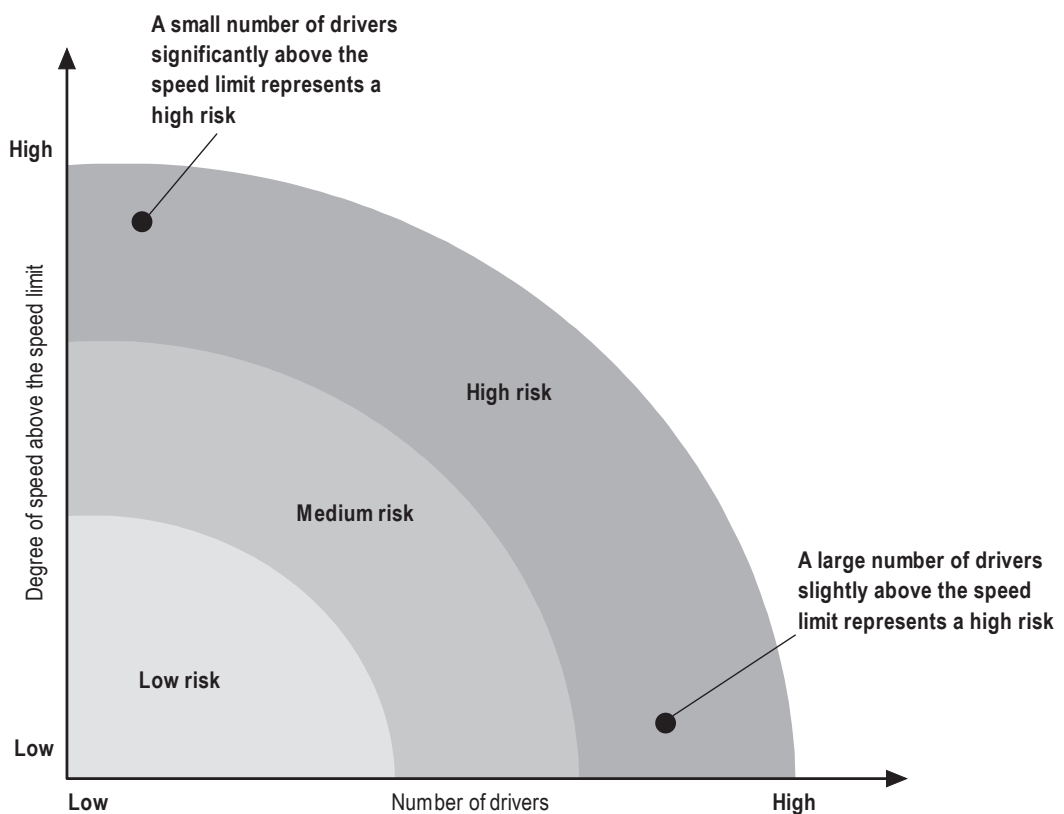 A small number of drivers
significantly above the
speed limit represents a
high risk
High
Degree of speed above the speed limit
High risk
Medium risk
A large number of drivers
slightly above the speed
limit represents a high risk
Low risk
Low
Low
Number of drivers
High